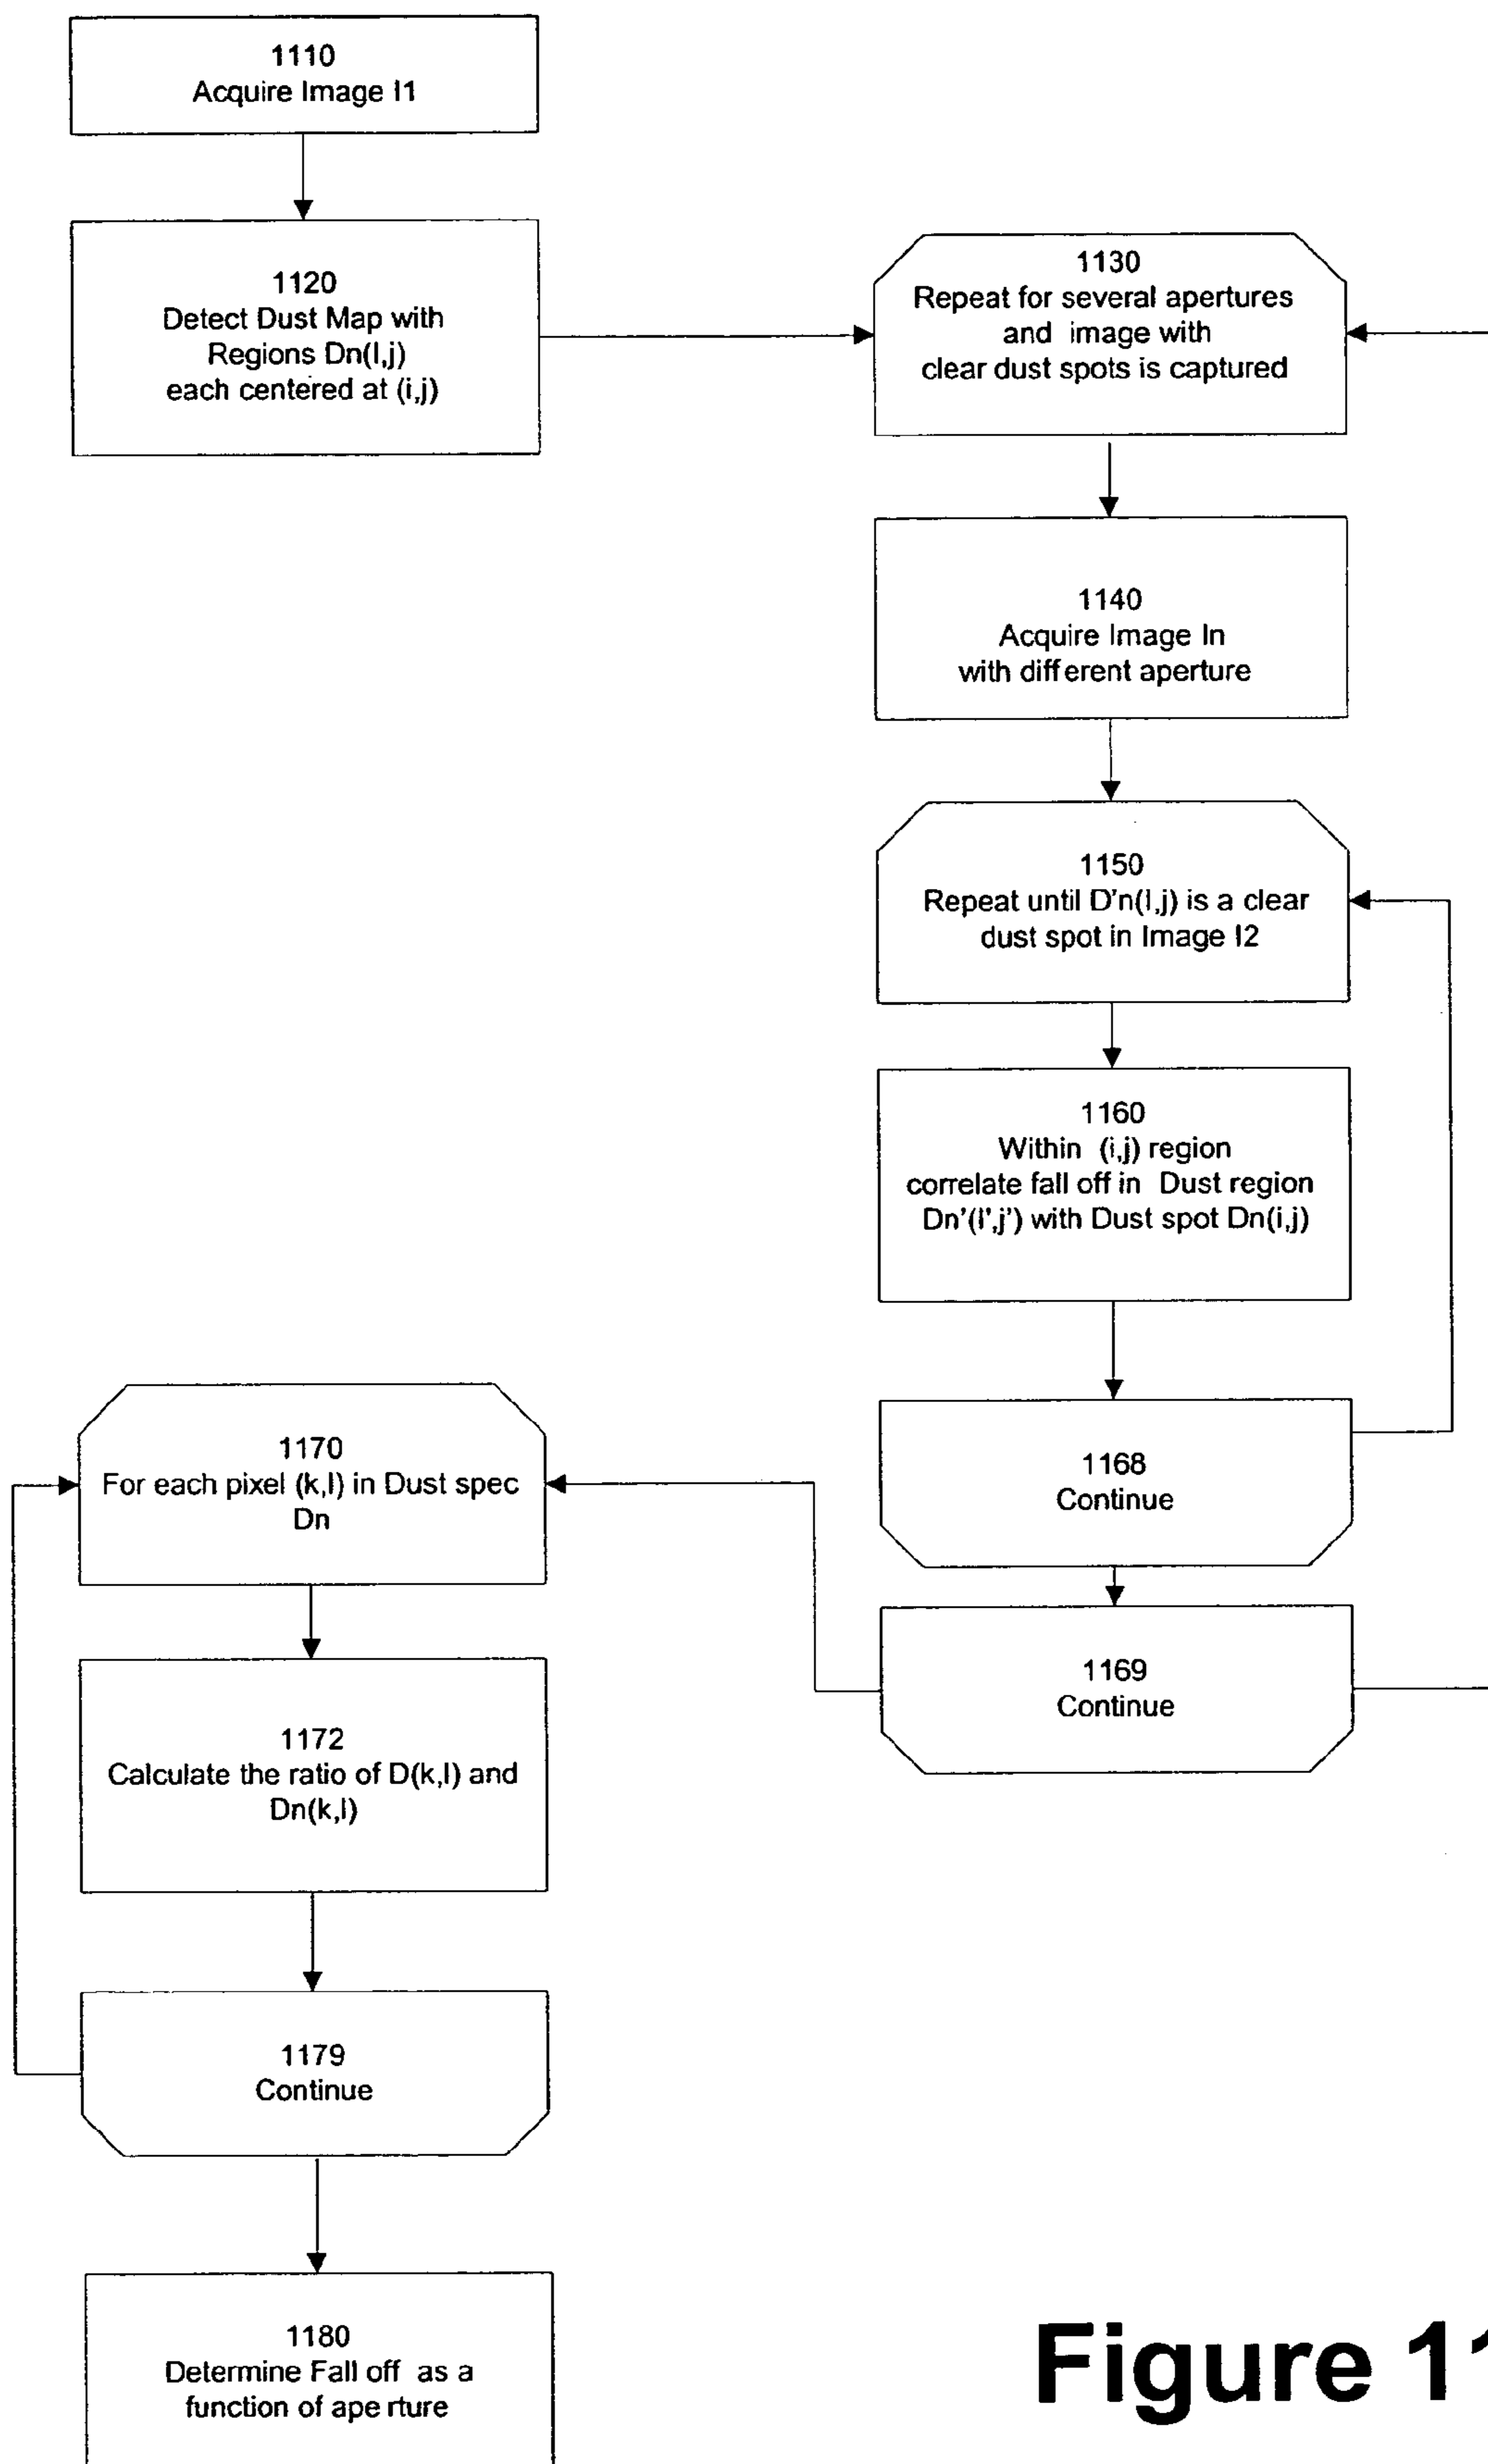 1110
Acquire Image I1
1120
Detect Dust Map with
Regions Dn(I,j)
each centered at (i,j)
1130
Repeat for several apertures
and image with
clear dust spots is captured
1140
Acquire Image In
with different aperture
1150
Repeat until D'n(I,j) is a clear
dust spot in Image I2
1160
Within (i,j) region
correlate fall off in Dust region
Dn'(I',j') with Dust spot Dn(i,j)
1168
Continue
1169
Continue
1170
For each pixel (k,l) in Dust spec
Dn
1172
Calculate the ratio of D(k,l) and
Dn(k,l)
1179
Continue
1180
Determine Fall off as a
function of ape rture
Figure 11